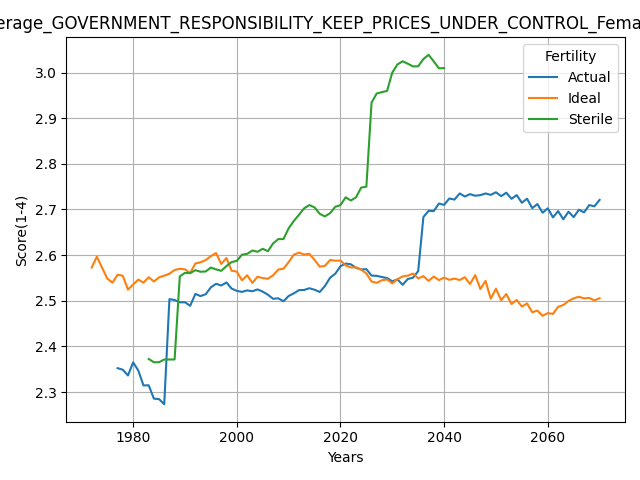 erage_GOVERNMENT_RESPONSIBILITY_KEEP_PRICES_UNDER_CONTROL_Fema
Fertility
Actual
Ideal
Sterile
3.0
2.9
2.8
2.7
2.6
2.5
2.4
2.3
Score(1-4)
1980
2000
2020
2040
2060
Years